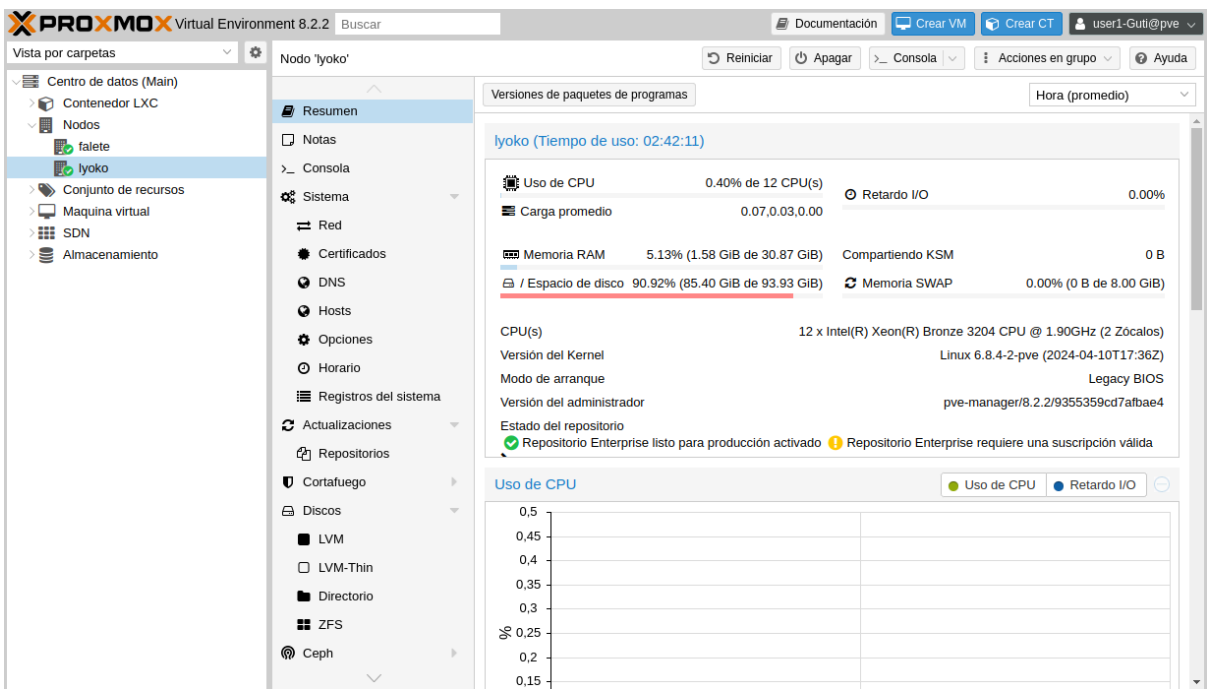 PROXMOX Virtual Environment 8.2.2 Buscar Documentación Crear VM Crear CT user1-Guti@pve
Vista por carpetas
Centro de datos (Main)
Contenedor LXC
Nodos
falete
lyoko
Conjunto de recursos
Maquina virtual
SDN
Almacenamiento
Nodo 'lyoko' Reiniciar Apagar >_ Consola Acciones en grupo Ayuda
Resumen
Notas
>_ Consola
Sistema
Red
Certificados
DNS
Hosts
Opciones
Horario
Registros del sistema
Actualizaciones
Repositorios
Cortafuego
Discos
LVM
LVM-Thin
Directorio
ZFS
Ceph
Versiones de paquetes de programas Hora (promedio)
lyoko (Tiempo de uso: 02:42:11)
Uso de CPU 0.40% de 12 CPU(s)
Retardo I/O 0.00%
Carga promedio 0.07,0.03,0.00
Memoria RAM 5.13% (1.58 GiB de 30.87 GiB) Compartiendo KSM 0 B
/ Espacio de disco 90.92% (85.40 GiB de 93.93 GiB) Memoria SWAP 0.00% (0 B de 8.00 GiB)
CPU(s) 12 x Intel(R) Xeon(R) Bronze 3204 CPU @ 1.90GHz (2 Zócalos)
Versión del Kernel Linux 6.8.4-2-pve (2024-04-10T17:36Z)
Modo de arranque Legacy BIOS
Versión del administrador pve-manager/8.2.2/9355359cd7afbae4
Estado del repositorio
Repositorio Enterprise listo para producción activado Repositorio Enterprise requiere una suscripción válida
Uso de CPU Uso de CPU Retardo I/O
0,5
0,45
0,4
0,35
0,3
%
0,25
0,2
0,15